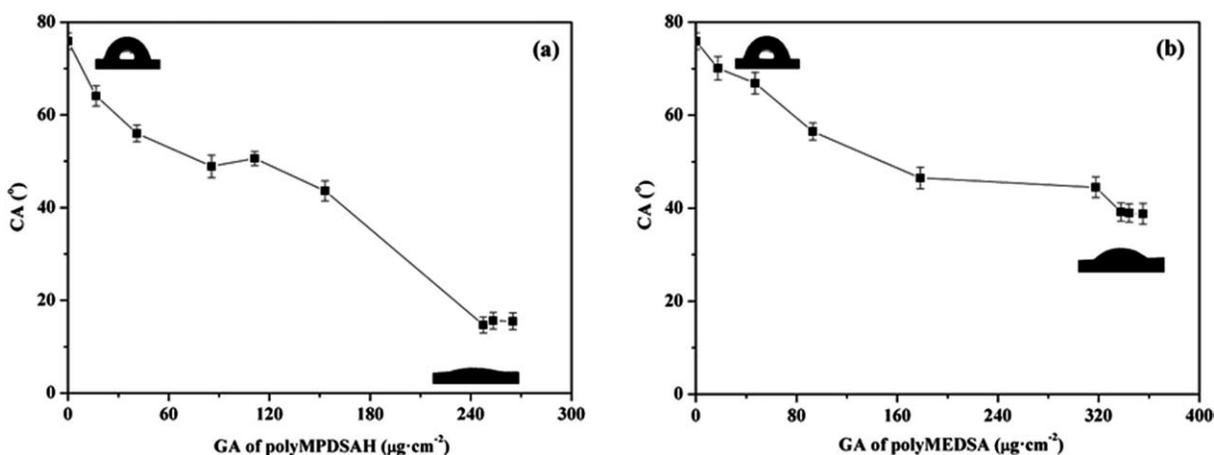 80
60
40
20
0
CA (°)
(a)
0 60 120 180 240 300
GA of polyMPDSAH (μg·cm⁻²)
80
60
40
20
0
CA (°)
(b)
0 80 160 240 320 400
GA of polyMEDSA (μg·cm⁻²)